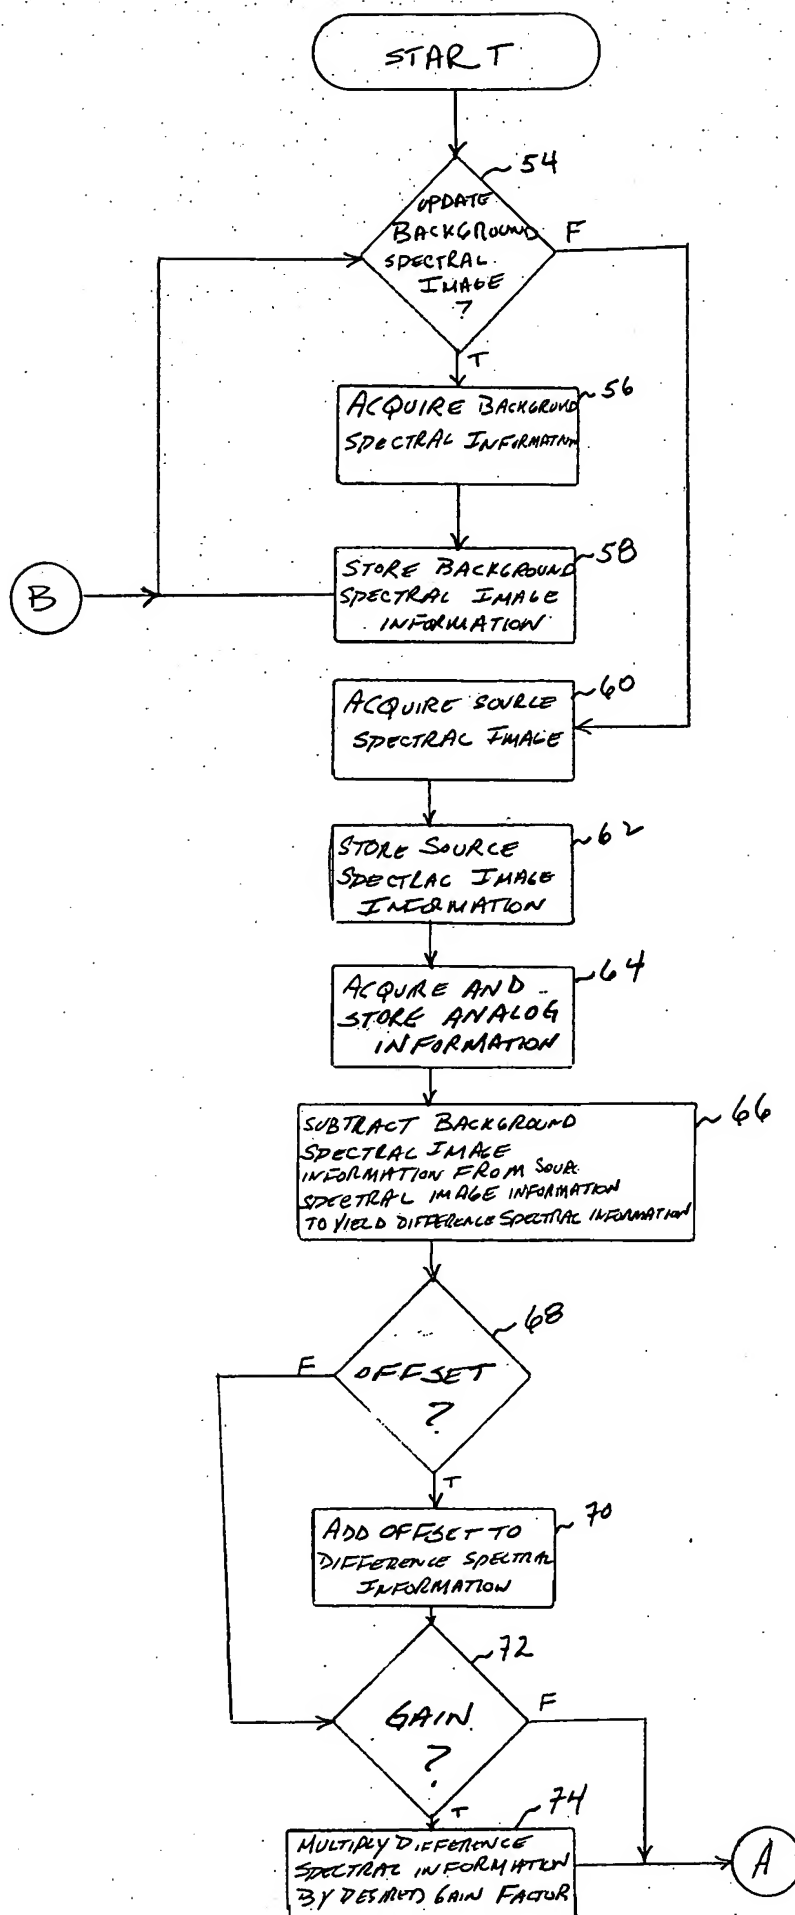 START
54
UPDATE
BACKGROUND
SPECTRAL
IMAGE
?
F
T
ACQUIRE BACKGROUND
SPECTRAL INFORMATION
56
STORE BACKGROUND
SPECTRAL IMAGE
INFORMATION
58
B
ACQUIRE SOURCE
SPECTRAL IMAGE
60
STORE SOURCE
SPECTRAL IMAGE
INFORMATION
62
ACQUIRE AND
STORE ANALOG
INFORMATION
64
SUBTRACT BACKGROUND
SPECTRAL IMAGE
INFORMATION FROM SOUR.
SPECTRAL IMAGE INFORMATION
TO YIELD DIFFERENCE SPECTRAL INFORMATION
66
68
F
OFFSET
?
T
ADD OFFSET TO
DIFFERENCE SPECTRAL
INFORMATION
70
72
GAIN
?
F
T
74
MULTIPLY DIFFERENCE
SPECTRAL INFORMATION
BY DESIRED GAIN FACTOR
A